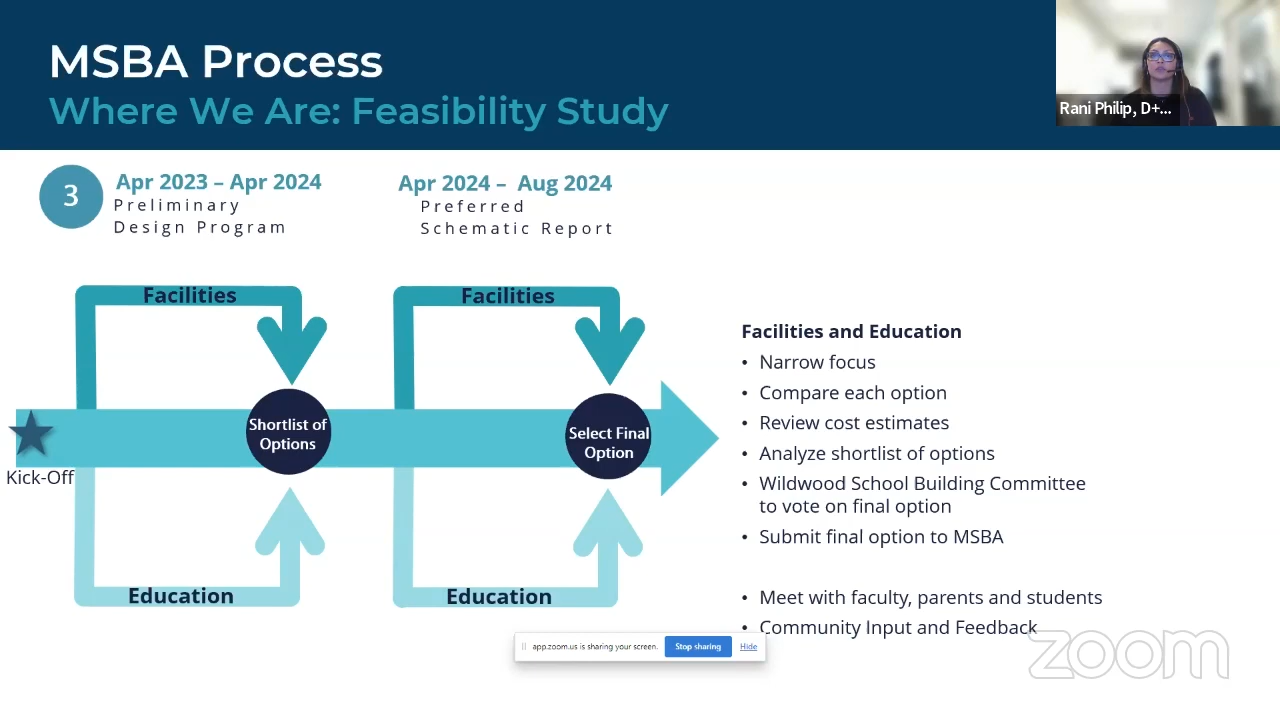 MSBA Process
Where We Are: Feasibility Study
Rani Philip, D+...
3
Apr 2023 – Apr 2024
Preliminary
Design Program
Apr 2024 – Aug 2024
Preferred
Schematic Report
Facilities
Facilities
Shortlist of
Options
Select Final
Option
Kick-Off
Education
Education
Facilities and Education
• Narrow focus
• Compare each option
• Review cost estimates
• Analyze shortlist of options
• Wildwood School Building Committee
to vote on final option
• Submit final option to MSBA
• Meet with faculty, parents and students
• Community Input and Feedback
app.zoom.us is sharing your screen.
Stop sharing
Hide
zoom